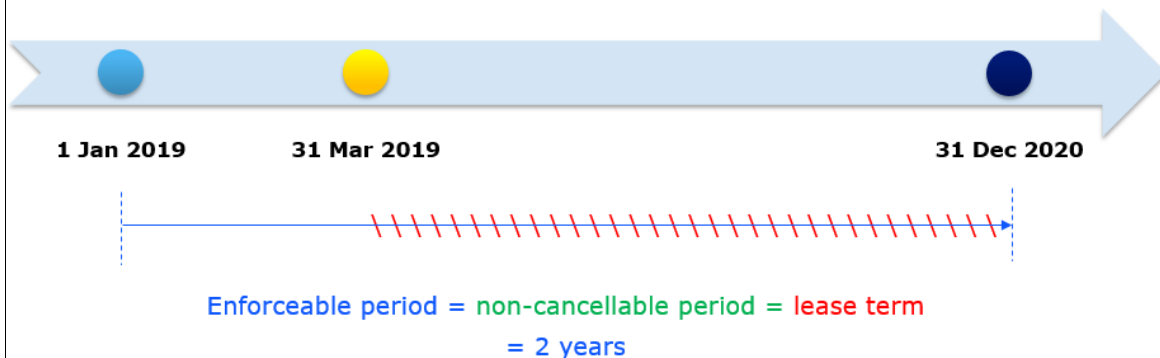 1 Jan 2019 31 Mar 2019 31 Dec 2020
Enforceable period = non-cancellable period = lease term
= 2 years